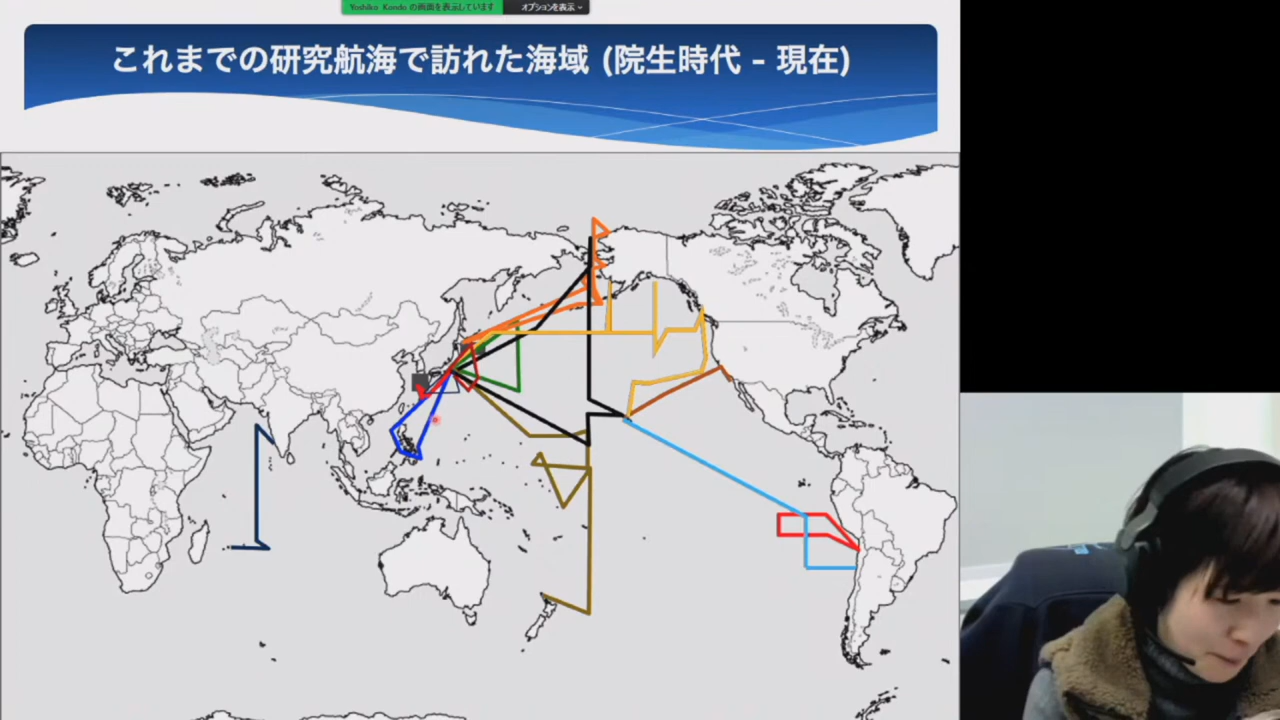 Yoshiko Kondo の画面を表示しています
オプションを表示
これまでの研究航海で訪れた海域 (院生時代 – 現在)